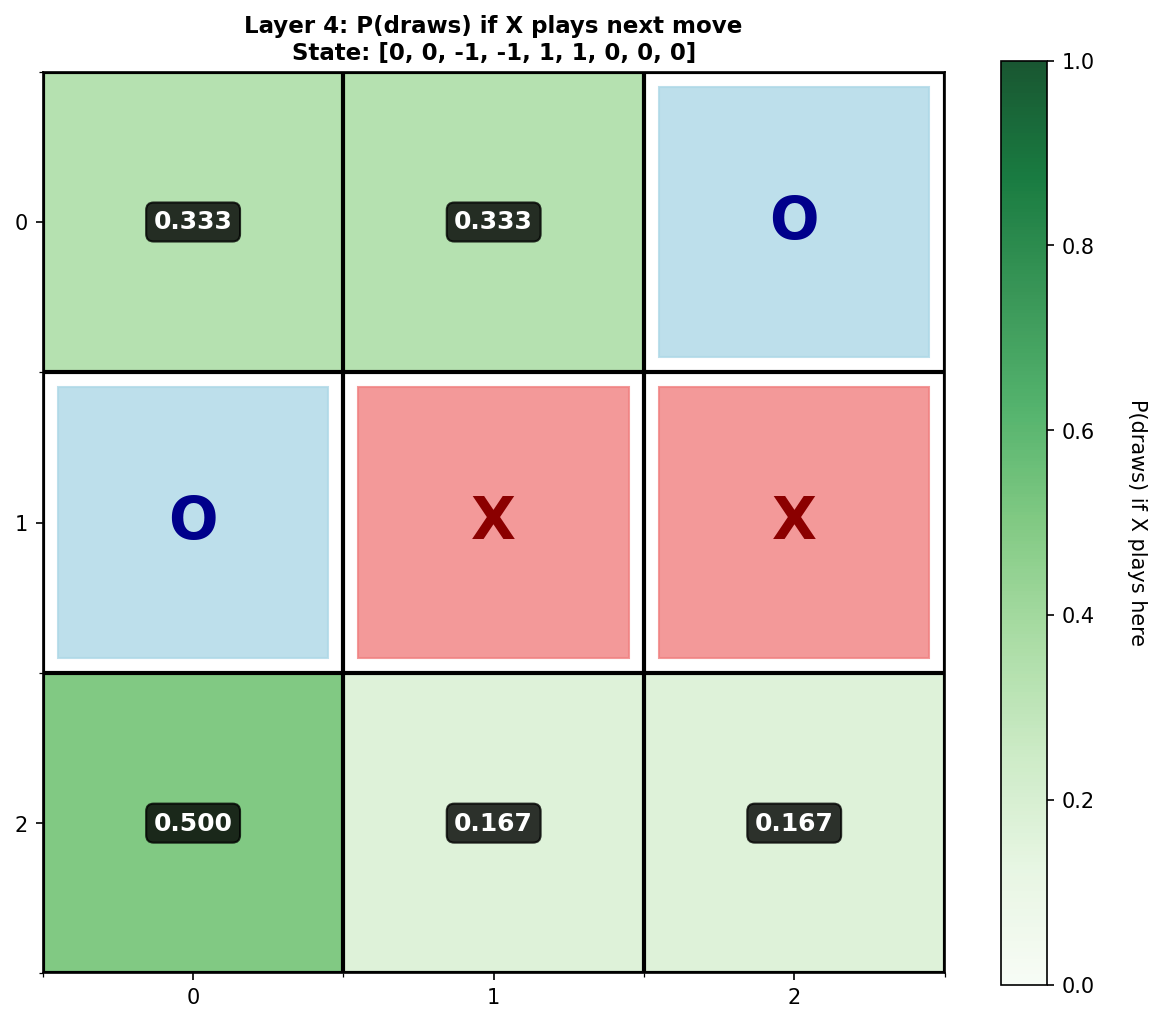 Layer 4: P(draws) if X plays next move
State: [0, 0, -1, -1, 1, 1, 0, 0, 0]
0
0.333
0.333
O
1
O
X
X
2
0.500
0.167
0.167
0
1
2
1.0
0.8
0.6
0.4
0.2
0.0
P(draws) if X plays here